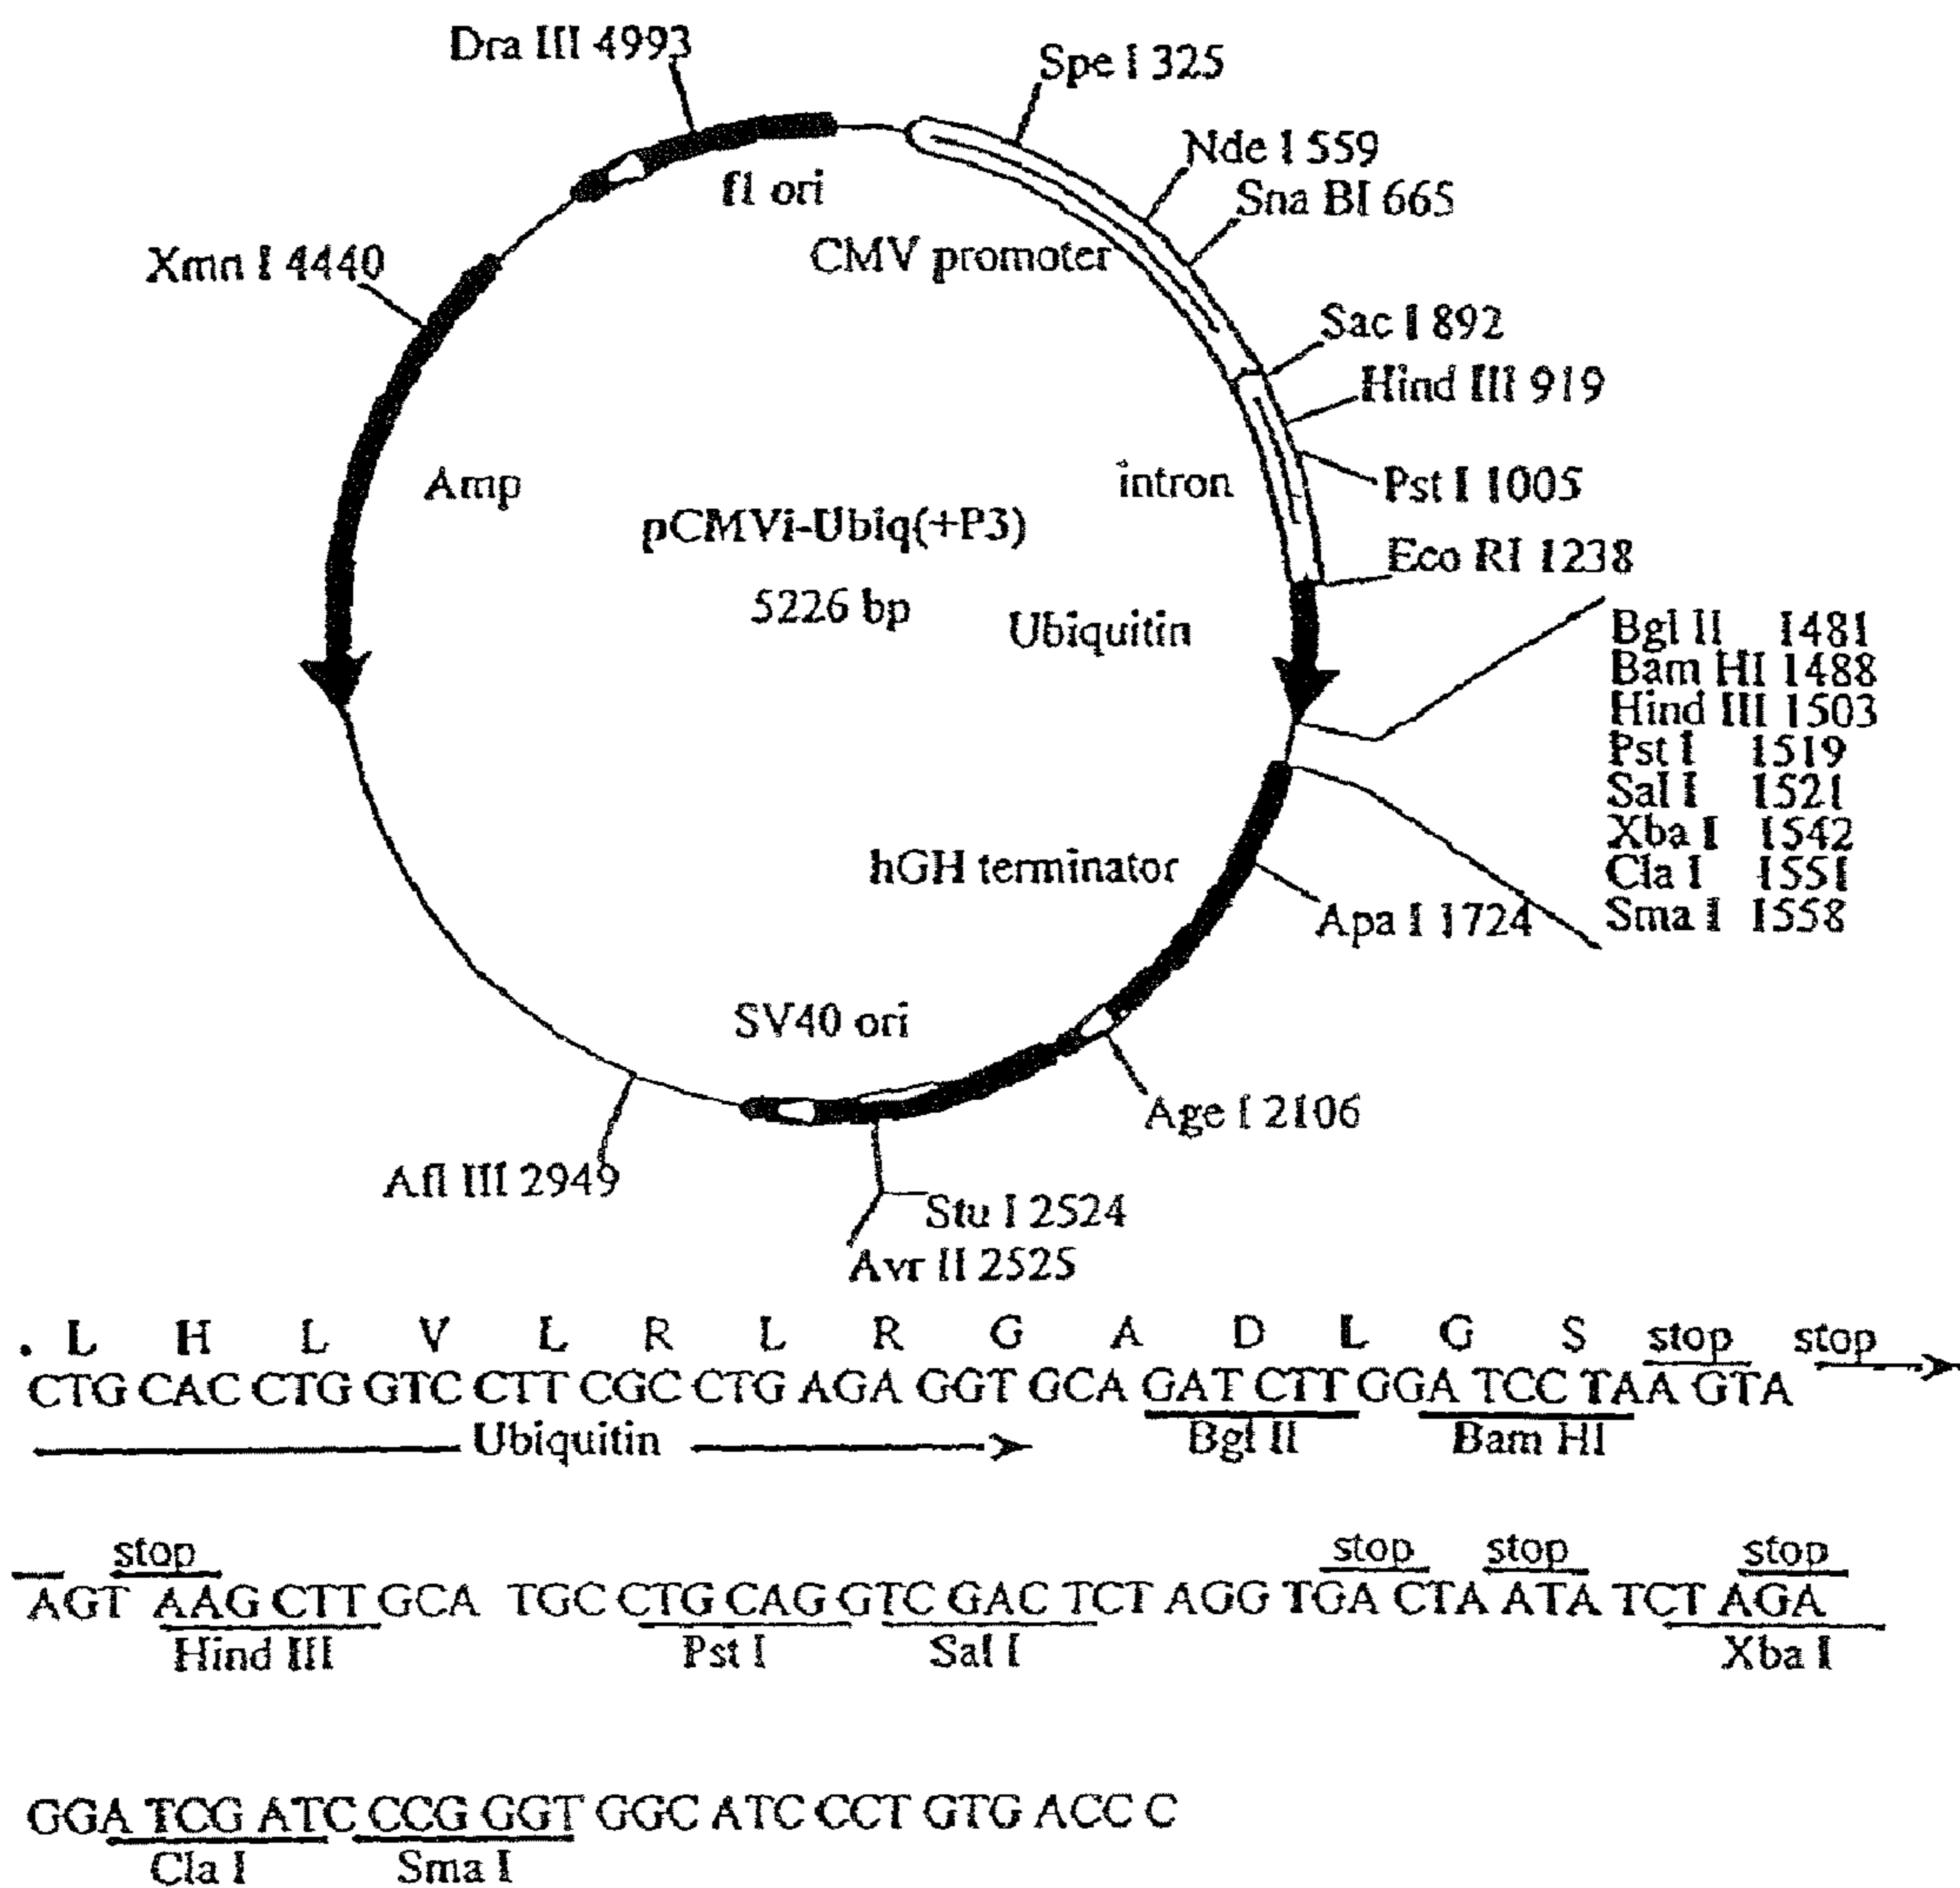 Dra III 4993
Spe I 325
Nde I 559
Sna BI 665
f1 ori
CMV promoter
Xmn I 4440
Sac I 892
Hind III 919
Amp
intron
Pst I 1005
pCMVi-Ubiq(+P3)
5226 bp
Eco RI 1238
Ubiquitin
Bgl II 1481
Bam HI 1488
Hind III 1503
Pst I 1519
Sal I 1521
Xba I 1542
Cla I 1551
Sma I 1558
hGH terminator
Apa I 1724
SV40 ori
Age I 2106
Afl III 2949
Stu I 2524
Avr II 2525
. L H L V L R L R G A D L G S stop stop
CTG CAC CTG GTC CTT CGC CTG AGA GGT GCA GAT CTT GGA TCC TAA GTA
Ubiquitin Bgl II Bam HI
stop stop stop stop
AGT AAG CTT GCA TGC CTG CAG GTC GAC TCT AGG TGA CTA ATA TCT AGA
Hind III Pst I Sal I Xba I
GGA TCG ATC CCG GGT GGC ATC CCT GTG ACC C
Cla I Sma I